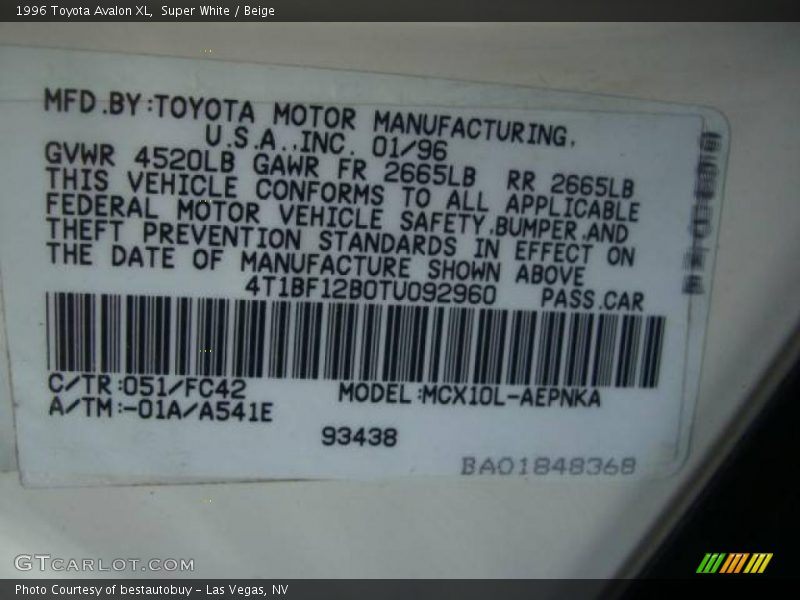 1996 Toyota Avalon XL, Super White / Beige
MFD.BY:TOYOTA MOTOR MANUFACTURING,
U.S.A.,INC. 01/96
GVWR 4520LB GAWR FR 2665LB RR 2665LB
THIS VEHICLE CONFORMS TO ALL APPLICABLE
FEDERAL MOTOR VEHICLE SAFETY,BUMPER,AND
THEFT PREVENTION STANDARDS IN EFFECT ON
THE DATE OF MANUFACTURE SHOWN ABOVE
4T1BF12B0TU092960 PASS.CAR
C/TR:051/FC42 MODEL:MCX10L-AEPNKA
A/TM:-01A/A541E
93438
BA01848368
GTCARLOT.COM
Photo Courtesy of bestautobuy - Las Vegas, NV